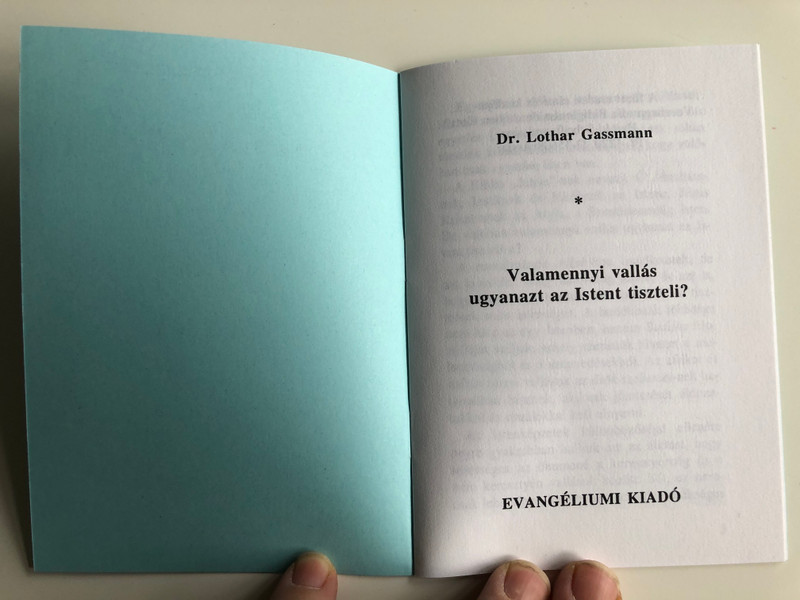 Dr. Lothar Gassmann
*
Valamennyi vallás
ugyanazt az Istent tiszteli?
EVANGÉLIUMI KIADÓ